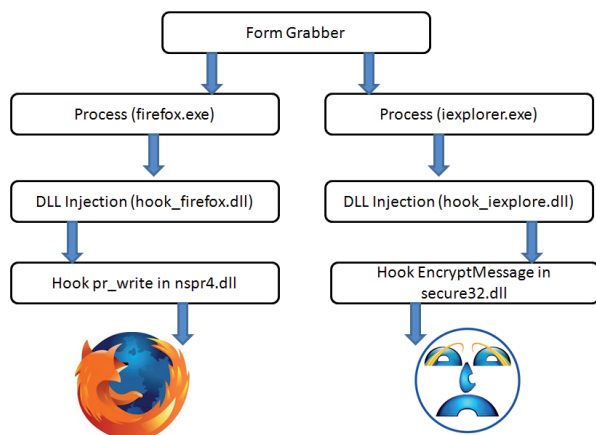 Form Grabber
Process (firefox.exe)
Process (iexplorer.exe)
DLL Injection (hook_firefox.dll)
DLL Injection (hook_iexplore.dll)
Hook pr_write in nspr4.dll
Hook EncryptMessage in
secure32.dll